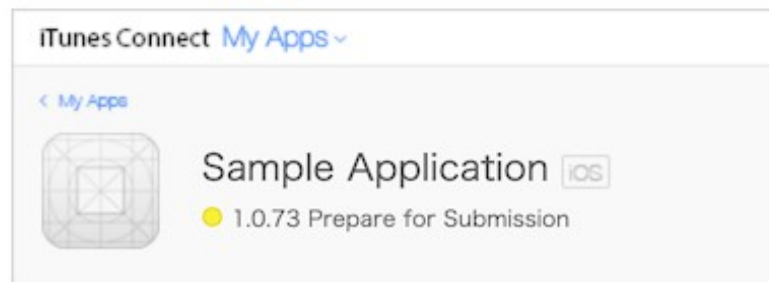 iTunes Connect My Apps
< My Apps
Sample Application iOS
1.0.73 Prepare for Submission